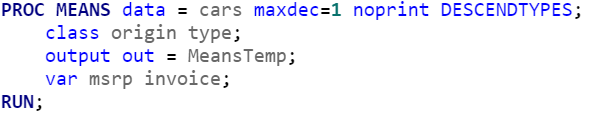 PROC MEANS data = cars maxdec=1 noprint DESCENDTYPES;
    class origin type;
    output out = MeansTemp;
    var msrp invoice;
RUN;